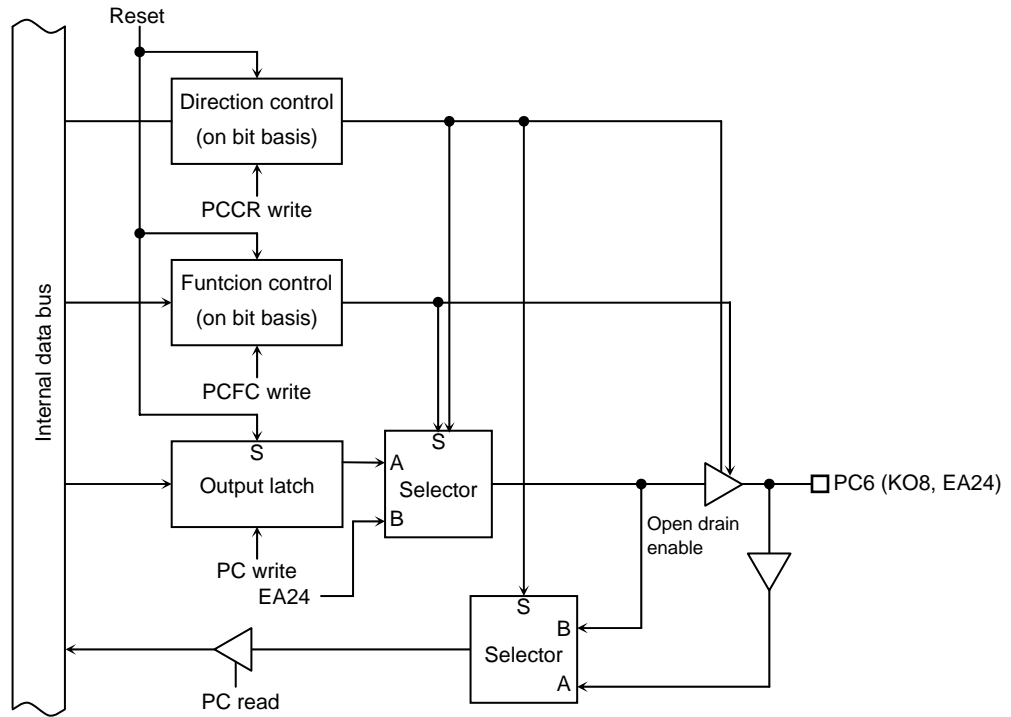 Reset
Direction control
(on bit basis)
PCCR write
Funtcion control
(on bit basis)
PCFC write
Internal data bus
S
Output latch
PC write
S
A
Selector
B
EA24
Open drain
enable
PC6 (KO8, EA24)
S
B
Selector
A
PC read